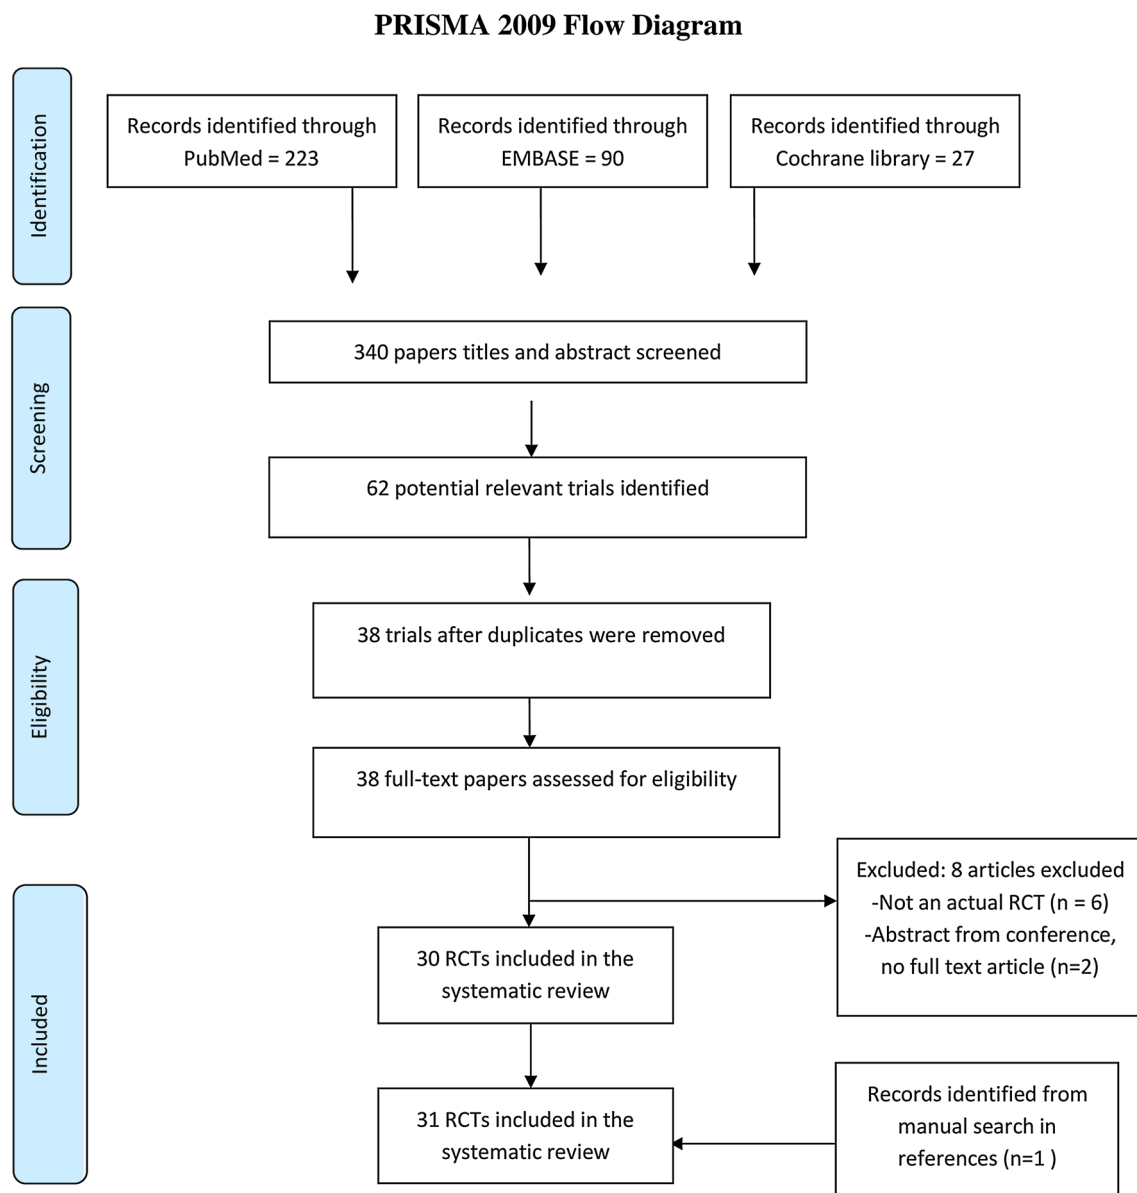 PRISMA 2009 Flow Diagram
Identification
Records identified through
PubMed = 223
Records identified through
EMBASE = 90
Records identified through
Cochrane library = 27
Screening
340 papers titles and abstract screened
62 potential relevant trials identified
Eligibility
38 trials after duplicates were removed
38 full-text papers assessed for eligibility
Excluded: 8 articles excluded
-Not an actual RCT (n = 6)
-Abstract from conference,
no full text article (n=2)
Included
30 RCTs included in the
systematic review
31 RCTs included in the
systematic review
Records identified from
manual search in
references (n=1 )